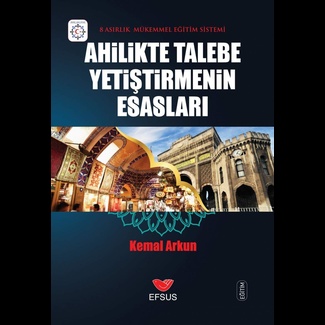 8 ASIRLIK MÜKEMMEL EĞİTİM SİSTEMİ
AHİLİKTE TALEBE
YETİŞTİRMENİN
ESASLARI
Kemal Arkun
EFSUS
EĞİTİM